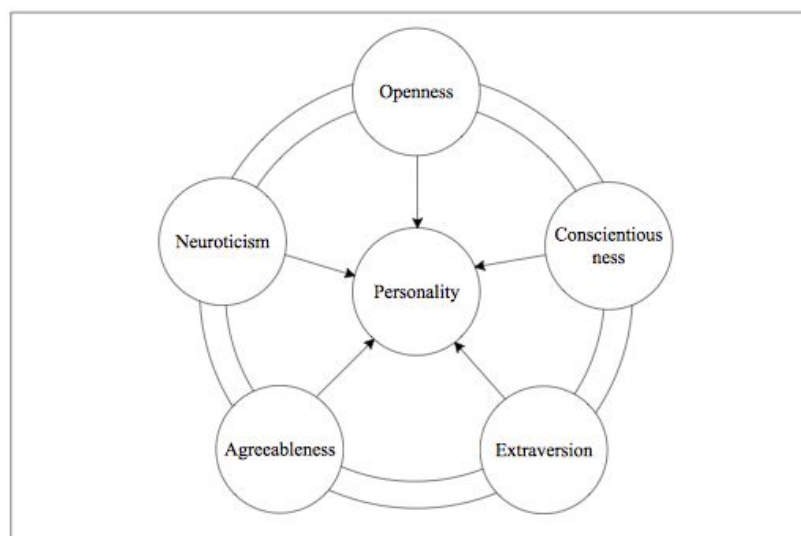 Openness
Neuroticism
Conscientious
ness
Personality
Agreeableness
Extraversion